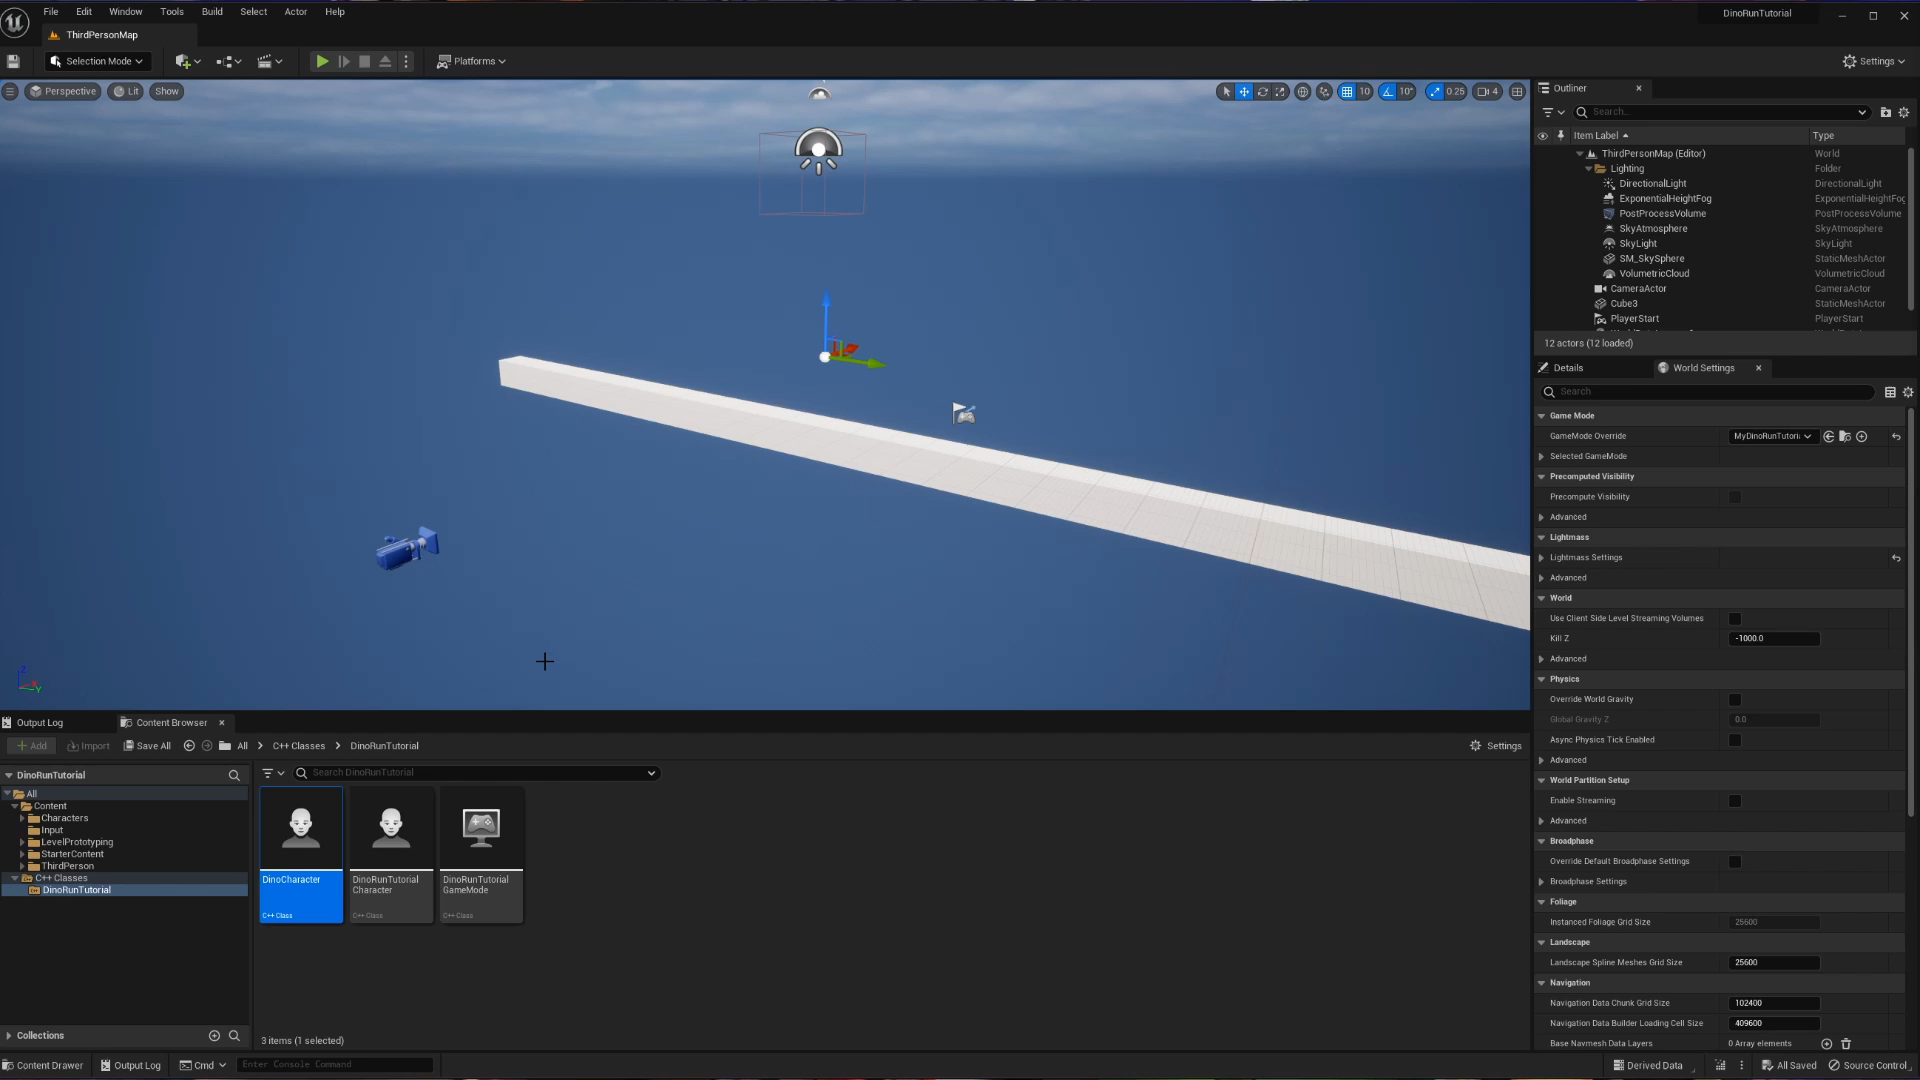 File Edit Window Tools Build Select Actor Help
DinoRunTutorial
ThirdPersonMap
Selection Mode
Platforms
Settings
Perspective Lit Show
10 10° 0.25 4
Outliner
Search...
Item Label Type
ThirdPersonMap (Editor) World
Lighting Folder
DirectionalLight DirectionalLight
ExponentialHeightFog ExponentialHeightFog
PostProcessVolume PostProcessVolume
SkyAtmosphere SkyAtmosphere
SkyLight SkyLight
SM_SkySphere StaticMeshActor
VolumetricCloud VolumetricCloud
CameraActor CameraActor
Cube3 StaticMeshActor
PlayerStart PlayerStart
12 actors (12 loaded)
Details World Settings
Search
Game Mode
GameMode Override MyDinoRunTutori
Selected GameMode
Precomputed Visibility
Precompute Visibility
Advanced
Lightmass
Lightmass Settings
Advanced
World
Use Client Side Level Streaming Volumes
Kill Z -1000.0
Advanced
Physics
Override World Gravity
Global Gravity Z 0.0
Async Physics Tick Enabled
Advanced
World Partition Setup
Enable Streaming
Advanced
Broadphase
Override Default Broadphase Settings
Broadphase Settings
Foliage
Instanced Foliage Grid Size 25600
Landscape
Landscape Spline Meshes Grid Size 25600
Navigation
Navigation Data Chunk Grid Size 102400
Navigation Data Builder Loading Cell Size 409600
Base Navmesh Data Layers 0 Array elements
Z X Y
Output Log Content Browser
Add Import Save All All C++ Classes DinoRunTutorial Settings
DinoRunTutorial
Search DinoRunTutorial
All
Content
Characters
Input
LevelPrototyping
StarterContent
ThirdPerson
C++ Classes
DinoRunTutorial
DinoCharacter
C++ Class
DinoRunTutorial
Character
C++ Class
DinoRunTutorial
GameMode
C++ Class
Collections
3 items (1 selected)
Content Drawer Output Log Cmd Enter Console Command
Derived Data All Saved Source Control